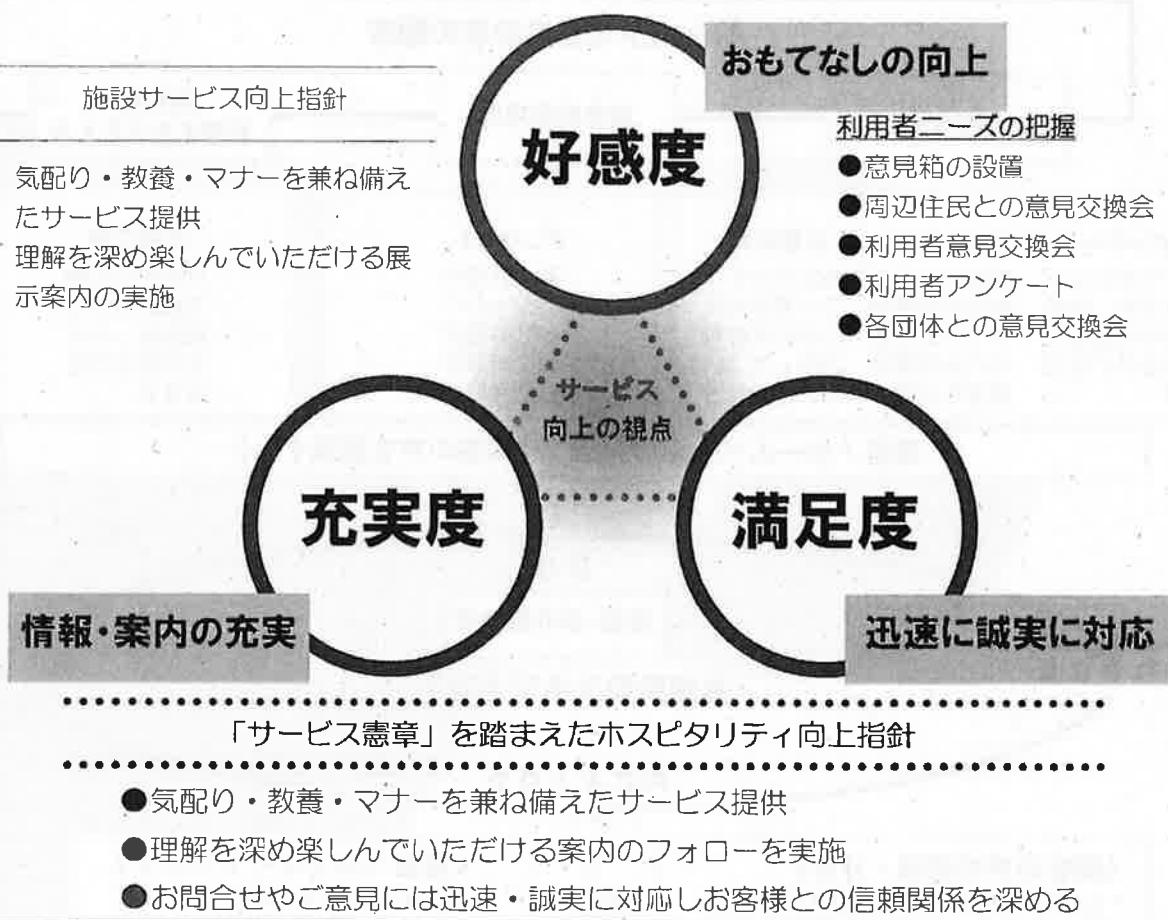 おもてなしの向上
施設サービス向上指針
好感度
利用者ニーズの把握
●意見箱の設置
●周辺住民との意見交換会
●利用者意見交換会
●利用者アンケート
●各団体との意見交換会
気配り・教養・マナーを兼ね備え
たサービス提供
理解を深め楽しんでいただける展
示案内の実施
サービス
向上の視点
充実度
満足度
情報・案内の充実
迅速に誠実に対応
「サービス憲章」を踏まえたホスピタリティ向上指針
●気配り・教養・マナーを兼ね備えたサービス提供
●理解を深め楽しんでいただける案内のフォローを実施
●お問合せやご意見には迅速・誠実に対応しお客様との信頼関係を深める